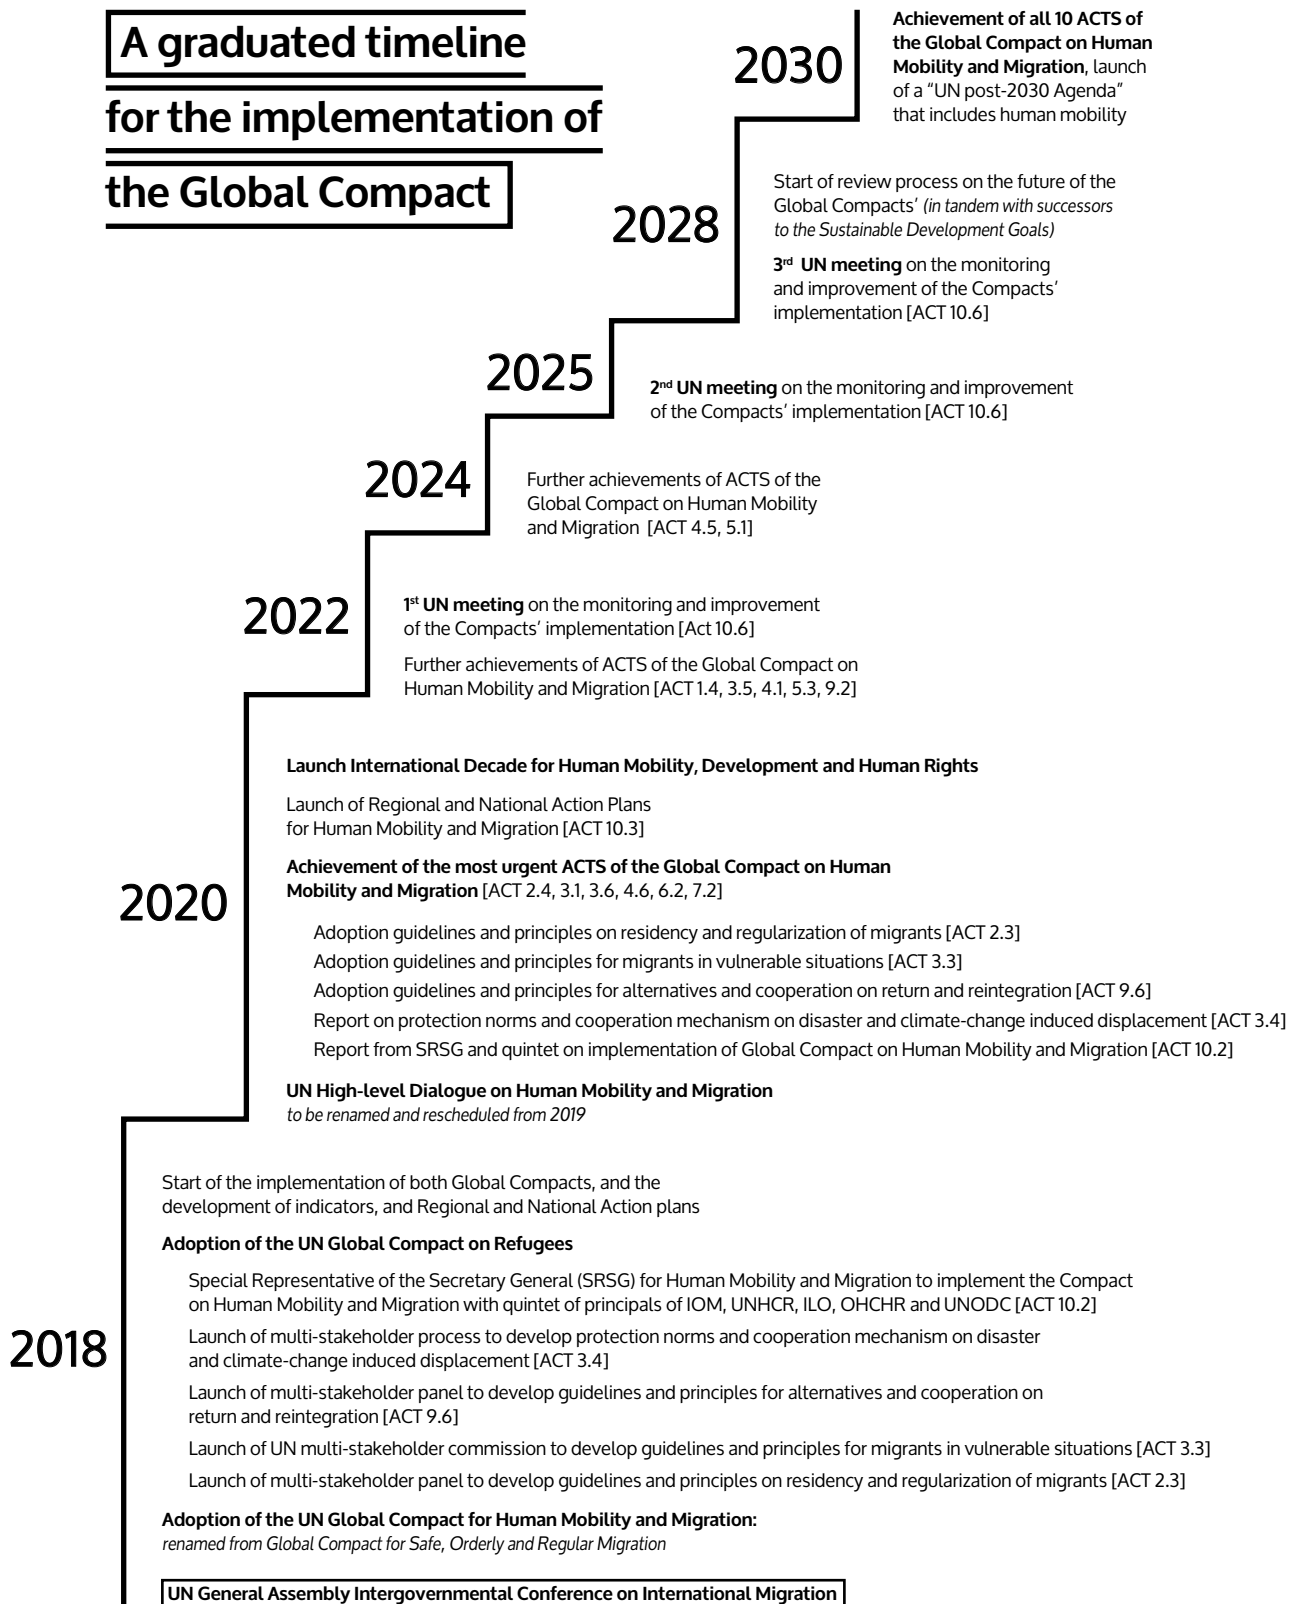 A graduated timeline
for the implementation of
the Global Compact
2030
Achievement of all 10 ACTS of
the Global Compact on Human
Mobility and Migration, launch
of a “UN post-2030 Agenda”
that includes human mobility
2028
Start of review process on the future of the
Global Compacts’ (in tandem with successors
to the Sustainable Development Goals)
3rd UN meeting on the monitoring
and improvement of the Compacts’
implementation [ACT 10.6]
2025
2nd UN meeting on the monitoring and improvement
of the Compacts’ implementation [ACT 10.6]
2024
Further achievements of ACTS of the
Global Compact on Human Mobility
and Migration [ACT 4.5, 5.1]
2022
1st UN meeting on the monitoring and improvement
of the Compacts’ implementation [Act 10.6]
Further achievements of ACTS of the Global Compact on
Human Mobility and Migration [ACT 1.4, 3.5, 4.1, 5.3, 9.2]
2020
Launch International Decade for Human Mobility, Development and Human Rights
Launch of Regional and National Action Plans
for Human Mobility and Migration [ACT 10.3]
Achievement of the most urgent ACTS of the Global Compact on Human
Mobility and Migration [ACT 2.4, 3.1, 3.6, 4.6, 6.2, 7.2]
Adoption guidelines and principles on residency and regularization of migrants [ACT 2.3]
Adoption guidelines and principles for migrants in vulnerable situations [ACT 3.3]
Adoption guidelines and principles for alternatives and cooperation on return and reintegration [ACT 9.6]
Report on protection norms and cooperation mechanism on disaster and climate-change induced displacement [ACT 3.4]
Report from SRSG and quintet on implementation of Global Compact on Human Mobility and Migration [ACT 10.2]
UN High-level Dialogue on Human Mobility and Migration
to be renamed and rescheduled from 2019
2018
Start of the implementation of both Global Compacts, and the
development of indicators, and Regional and National Action plans
Adoption of the UN Global Compact on Refugees
Special Representative of the Secretary General (SRSG) for Human Mobility and Migration to implement the Compact
on Human Mobility and Migration with quintet of principals of IOM, UNHCR, ILO, OHCHR and UNODC [ACT 10.2]
Launch of multi-stakeholder process to develop protection norms and cooperation mechanism on disaster
and climate-change induced displacement [ACT 3.4]
Launch of multi-stakeholder panel to develop guidelines and principles for alternatives and cooperation on
return and reintegration [ACT 9.6]
Launch of UN multi-stakeholder commission to develop guidelines and principles for migrants in vulnerable situations [ACT 3.3]
Launch of multi-stakeholder panel to develop guidelines and principles on residency and regularization of migrants [ACT 2.3]
Adoption of the UN Global Compact for Human Mobility and Migration:
renamed from Global Compact for Safe, Orderly and Regular Migration
UN General Assembly Intergovernmental Conference on International Migration